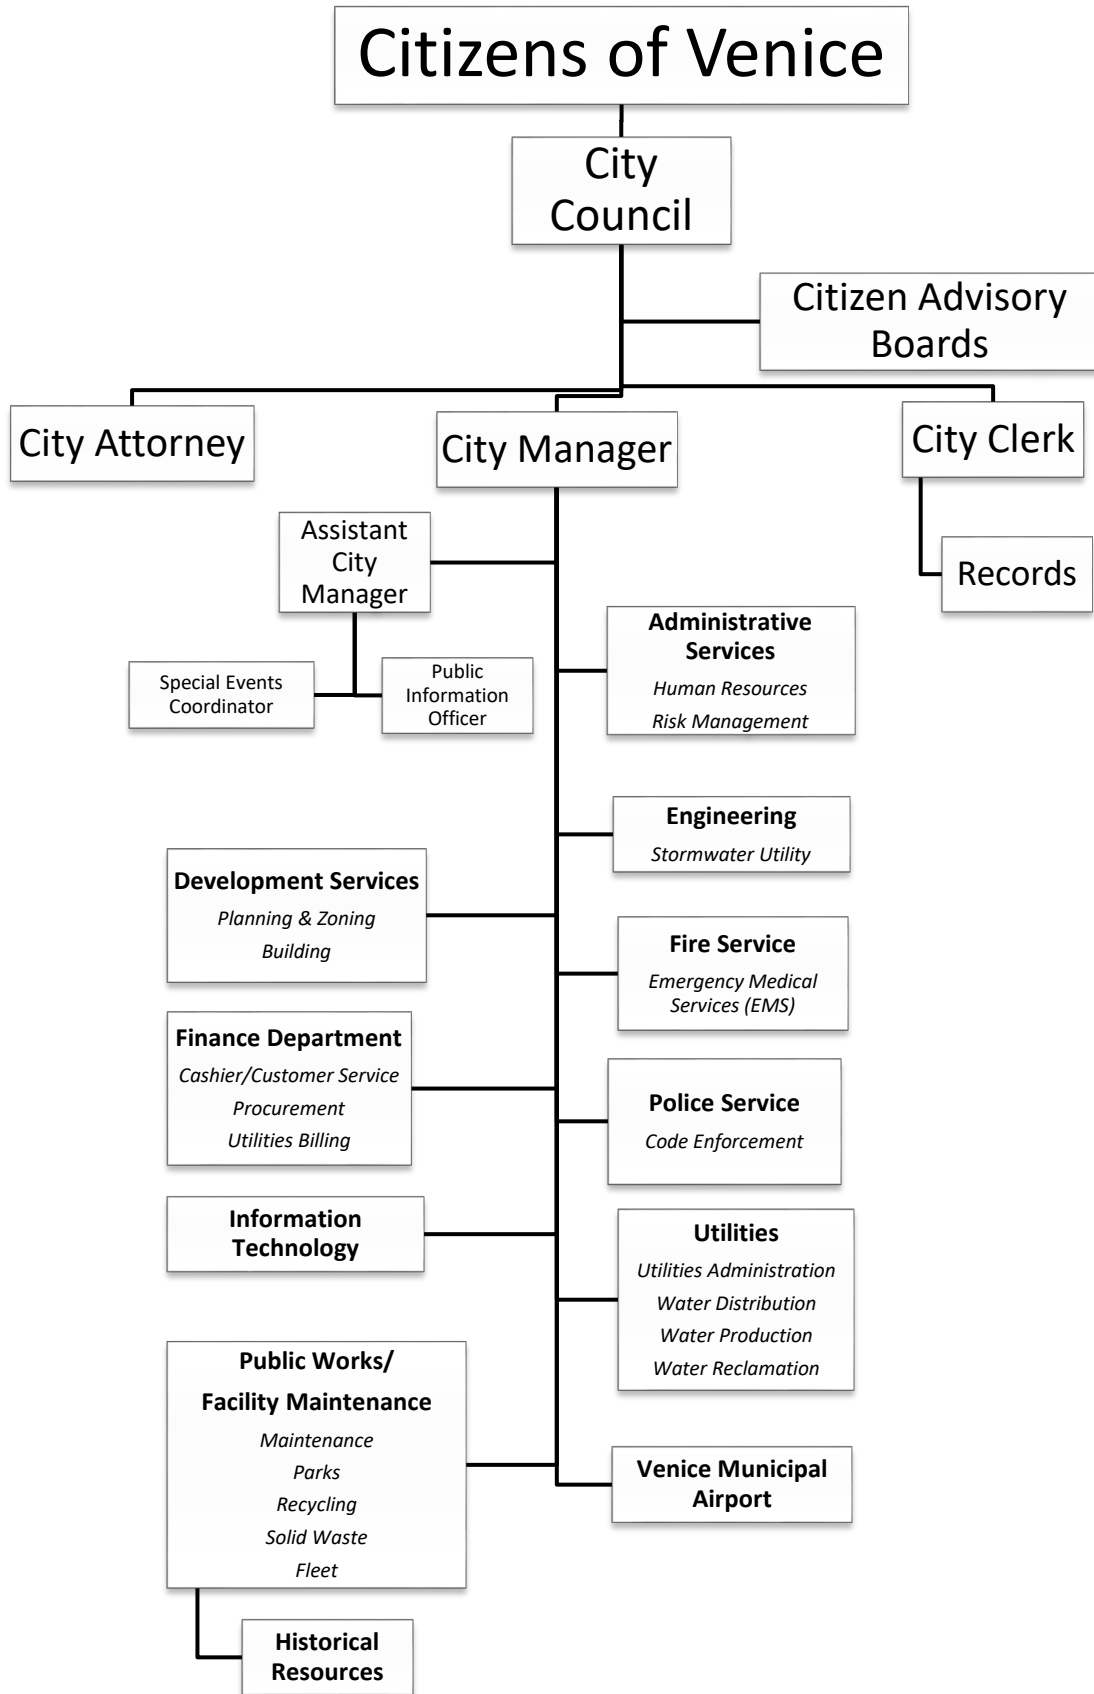 Citizens of Venice
City
Council
Citizen Advisory
Boards
City Attorney
City Manager
City Clerk
Assistant
City
Manager
Records
Special Events
Coordinator
Public
Information
Officer
Administrative
Services
Human Resources
Risk Management
Engineering
Stormwater Utility
Development Services
Planning & Zoning
Building
Fire Service
Emergency Medical
Services (EMS)
Finance Department
Cashier/Customer Service
Procurement
Utilities Billing
Police Service
Code Enforcement
Information
Technology
Utilities
Utilities Administration
Water Distribution
Water Production
Water Reclamation
Public Works/
Facility Maintenance
Maintenance
Parks
Recycling
Solid Waste
Fleet
Venice Municipal
Airport
Historical
Resources